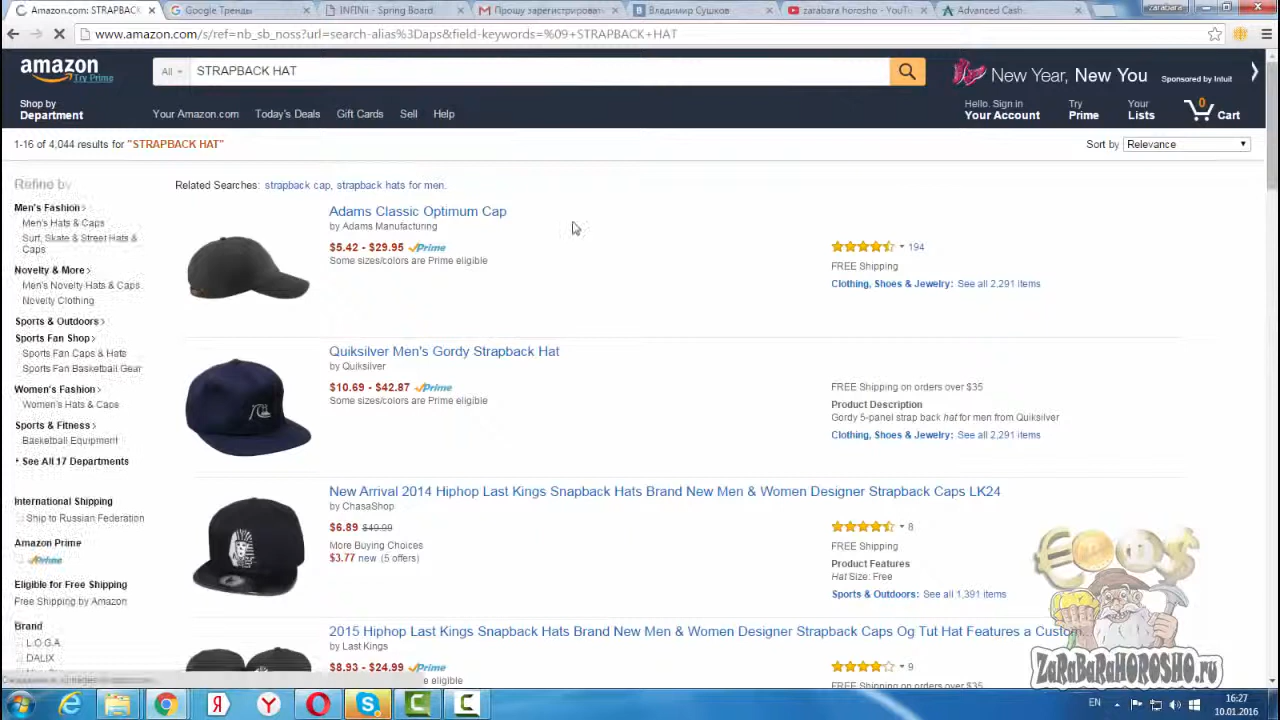 Amazon.com: STRAPBACK
Google Тренды
INFINii - Spring Board
Прошу зарегистрировать
Владимир Сушков
zarabara horosho - YouT
Advanced Cash
zarabara
www.amazon.com/s/ref=nb_sb_noss?url=search-alias%3Daps&field-keywords=%09+STRAPBACK+HAT
amazon
Try Prime
All
STRAPBACK HAT
New Year, New You
Sponsored by Intuit
Shop by
Department
Your Amazon.com
Today's Deals
Gift Cards
Sell
Help
Hello. Sign in
Your Account
Try
Prime
Your
Lists
0
Cart
1-16 of 4,044 results for "STRAPBACK HAT"
Sort by
Relevance
Refine by
Men's Fashion
Men's Hats & Caps
Surf, Skate & Street Hats &
Caps
Novelty & More
Men's Novelty Hats & Caps
Novelty Clothing
Sports & Outdoors
Sports Fan Shop
Sports Fan Caps & Hats
Sports Fan Basketball Gear
Women's Fashion
Women's Hats & Caps
Sports & Fitness
Basketball Equipment
See All 17 Departments
International Shipping
Ship to Russian Federation
Amazon Prime
Prime
Eligible for Free Shipping
Free Shipping by Amazon
Brand
L.O.G.A.
DALIX
Related Searches: strapback cap, strapback hats for men.
Adams Classic Optimum Cap
by Adams Manufacturing
$5.42 - $29.95 Prime
Some sizes/colors are Prime eligible
194
FREE Shipping
Clothing, Shoes & Jewelry: See all 2,291 items
Quiksilver Men's Gordy Strapback Hat
by Quiksilver
$10.69 - $42.87 Prime
Some sizes/colors are Prime eligible
FREE Shipping on orders over $35
Product Description
Gordy 5-panel strap back hat for men from Quiksilver
Clothing, Shoes & Jewelry: See all 2,291 items
New Arrival 2014 Hiphop Last Kings Snapback Hats Brand New Men & Women Designer Strapback Caps LK24
by ChasaShop
$6.89 $49.99
More Buying Choices
$3.77 new (5 offers)
8
FREE Shipping
Product Features
Hat Size: Free
Sports & Outdoors: See all 1,391 items
2015 Hiphop Last Kings Snapback Hats Brand New Men & Women Designer Strapback Caps Og Tut Hat Features a Custom
by Last Kings
$8.93 - $24.99 Prime
eligible
9
ZaRaBaRaHOROSHO.ru
EN
16:27
10.01.2016